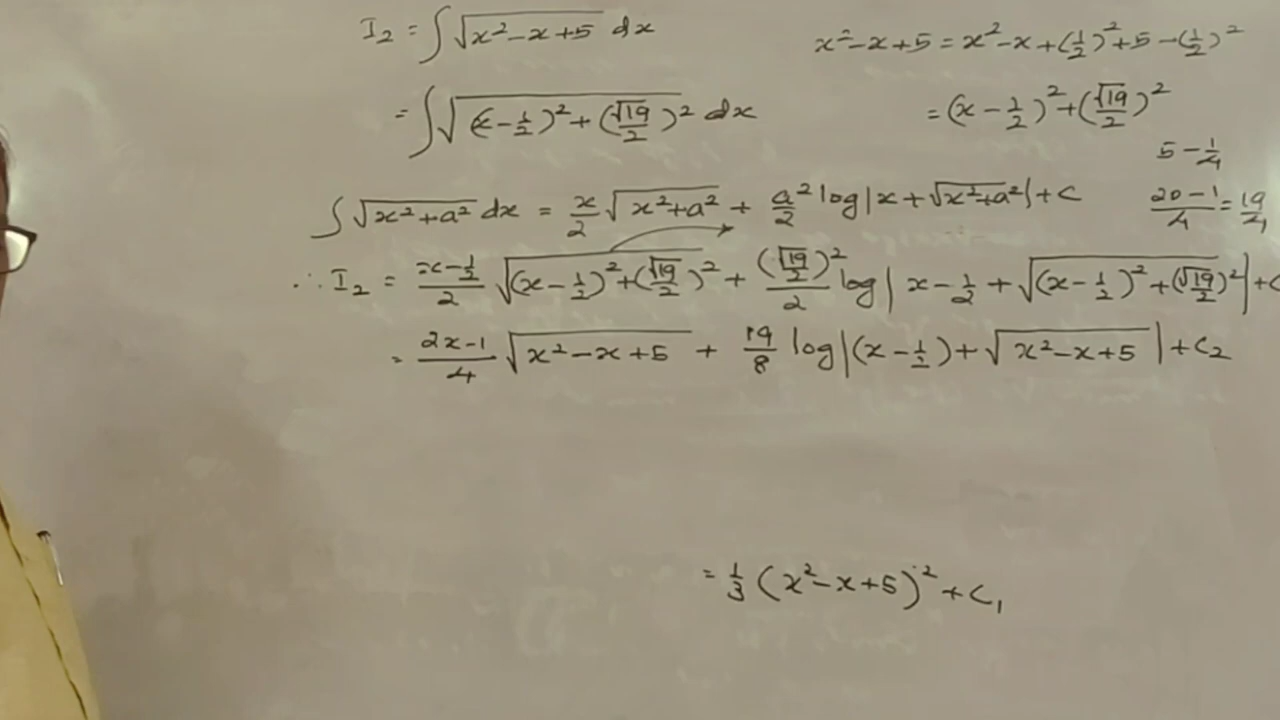 I₂ = ∫ √(x² - x + 5) dx
x² - x + 5 = x² - x + (1/2)² + 5 - (1/2)²
= ∫ √((x - 1/2)² + (√19/2)²) dx
= (x - 1/2)² + (√19/2)²
5 - 1/4
(20 - 1)/4 = 19/4
∫ √(x² + a²) dx = x/2 √(x² + a²) + a²/2 log|x + √(x² + a²)| + c
∴ I₂ = (x - 1/2)/2 √((x - 1/2)² + (√19/2)²) + (√19/2)²/2 log|x - 1/2 + √((x - 1/2)² + (√19/2)²)| + c
= (2x - 1)/4 √(x² - x + 5) + 19/8 log|(x - 1/2) + √(x² - x + 5)| + c₂
= 1/3 (x² - x + 5)² + c₁